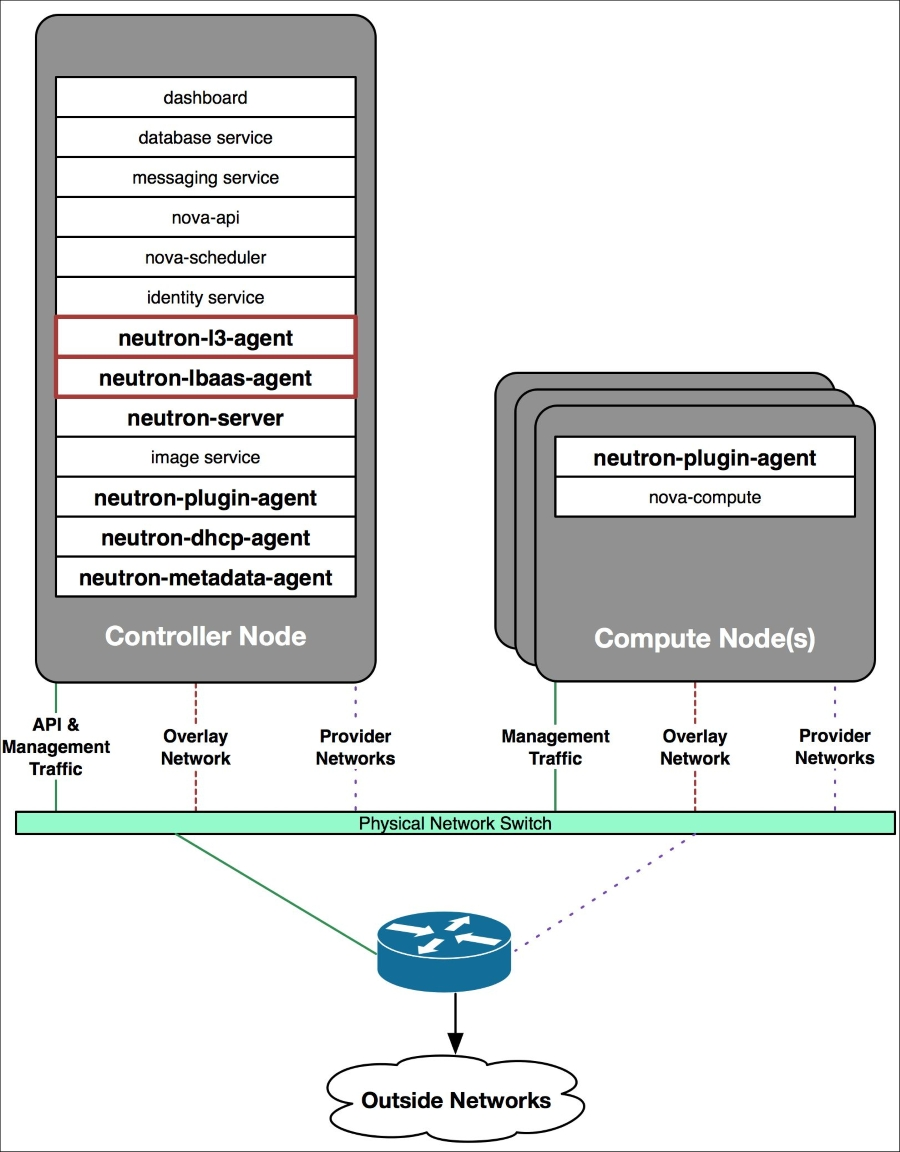 dashboard
database service
messaging service
nova-api
nova-scheduler
identity service
neutron-l3-agent
neutron-lbaas-agent
neutron-server
image service
neutron-plugin-agent
neutron-dhcp-agent
neutron-metadata-agent
Controller Node
neutron-plugin-agent
nova-compute
Compute Node(s)
API &
Management
Traffic
Overlay
Network
Provider
Networks
Management
Traffic
Overlay
Network
Provider
Networks
Physical Network Switch
Outside Networks